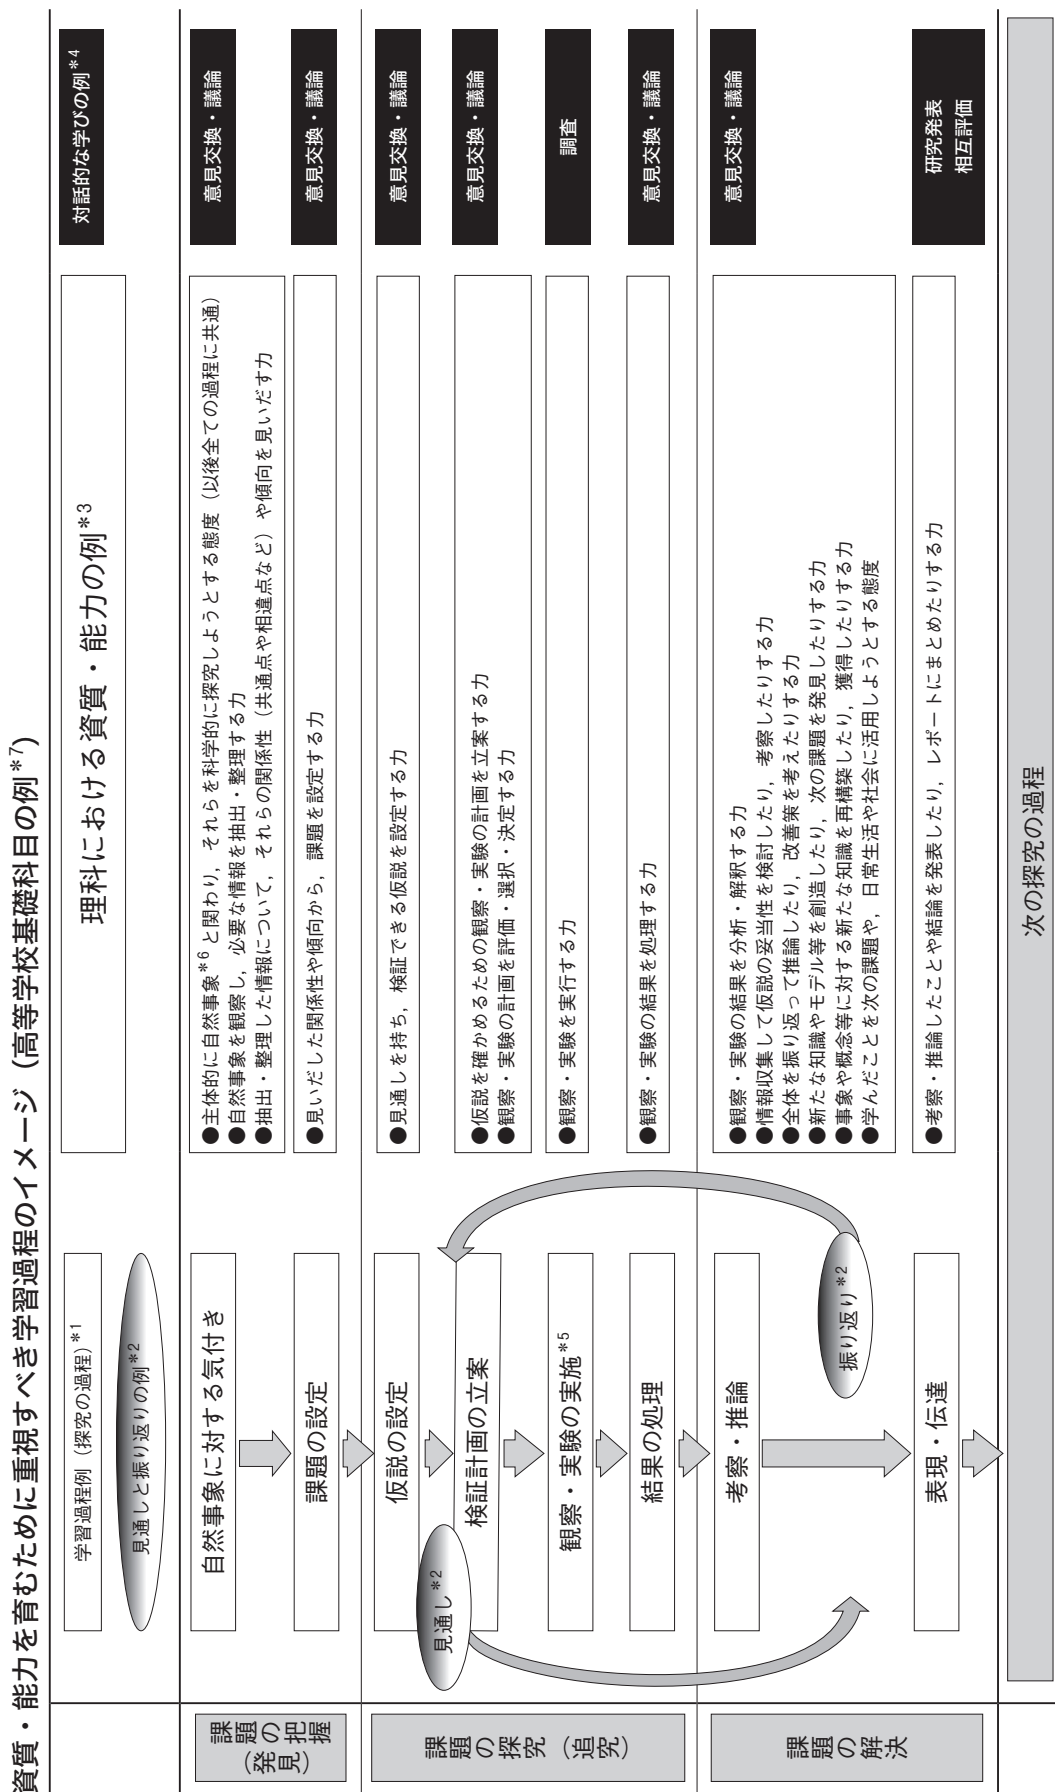 資質・能力を育むために重視すべき学習過程のイメージ（高等学校基礎科目の例*7）
学習過程例（探究の過程）*1
見通しと振り返りの例*2
理科における資質・能力の例*3
対話的な学びの例*4
課題の把握
（発見）
自然事象に対する気付き
●主体的に自然事象*6と関わり，それらを科学的に探究しようとする態度（以後全ての過程に共通）
●自然事象を観察し，必要な情報を抽出・整理する力
●抽出・整理した情報について，それらの関係性（共通点や相違点など）や傾向を見いだす力
意見交換・議論
課題の設定
●見いだした関係性や傾向から，課題を設定する力
意見交換・議論
課題の探究（追究）
仮説の設定
●見通しを持ち，検証できる仮説を設定する力
意見交換・議論
見通し*2
検証計画の立案
●仮説を確かめるための観察・実験の計画を立案する力
●観察・実験の計画を評価・選択・決定する力
意見交換・議論
観察・実験の実施*5
●観察・実験を実行する力
調査
結果の処理
●観察・実験の結果を処理する力
意見交換・議論
課題の解決
考察・推論
●観察・実験の結果を分析・解釈する力
●情報収集して仮説の妥当性を検討したり，考察したりする力
●全体を振り返って推論したり，改善策を考えたりする力
●新たな知識やモデル等を創造したり，次の課題を発見したりする力
●事象や概念等に対する新たな知識を再構築したり，獲得したりする力
●学んだことを次の課題や，日常生活や社会に活用しようとする態度
意見交換・議論
振り返り*2
表現・伝達
●考察・推論したことや結論を発表したり，レポートにまとめたりする力
研究発表
相互評価
次の探究の過程